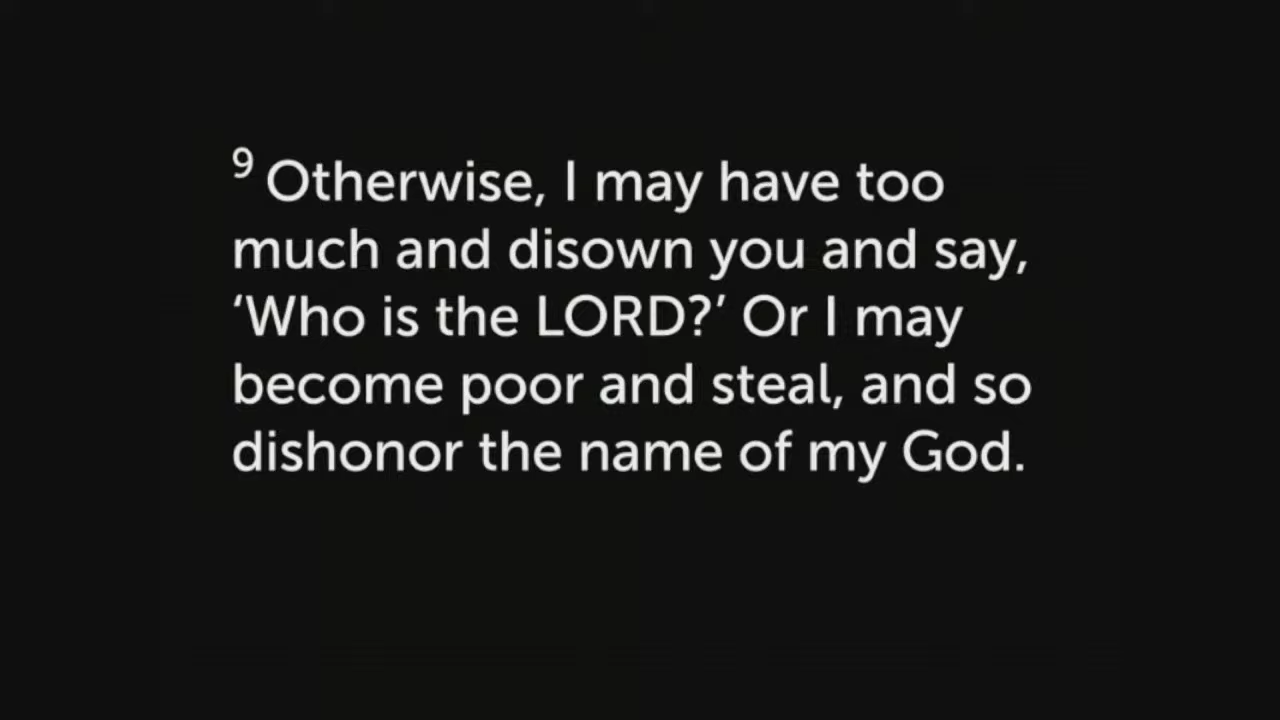 ⁹ Otherwise, I may have too
much and disown you and say,
‘Who is the LORD?’ Or I may
become poor and steal, and so
dishonor the name of my God.